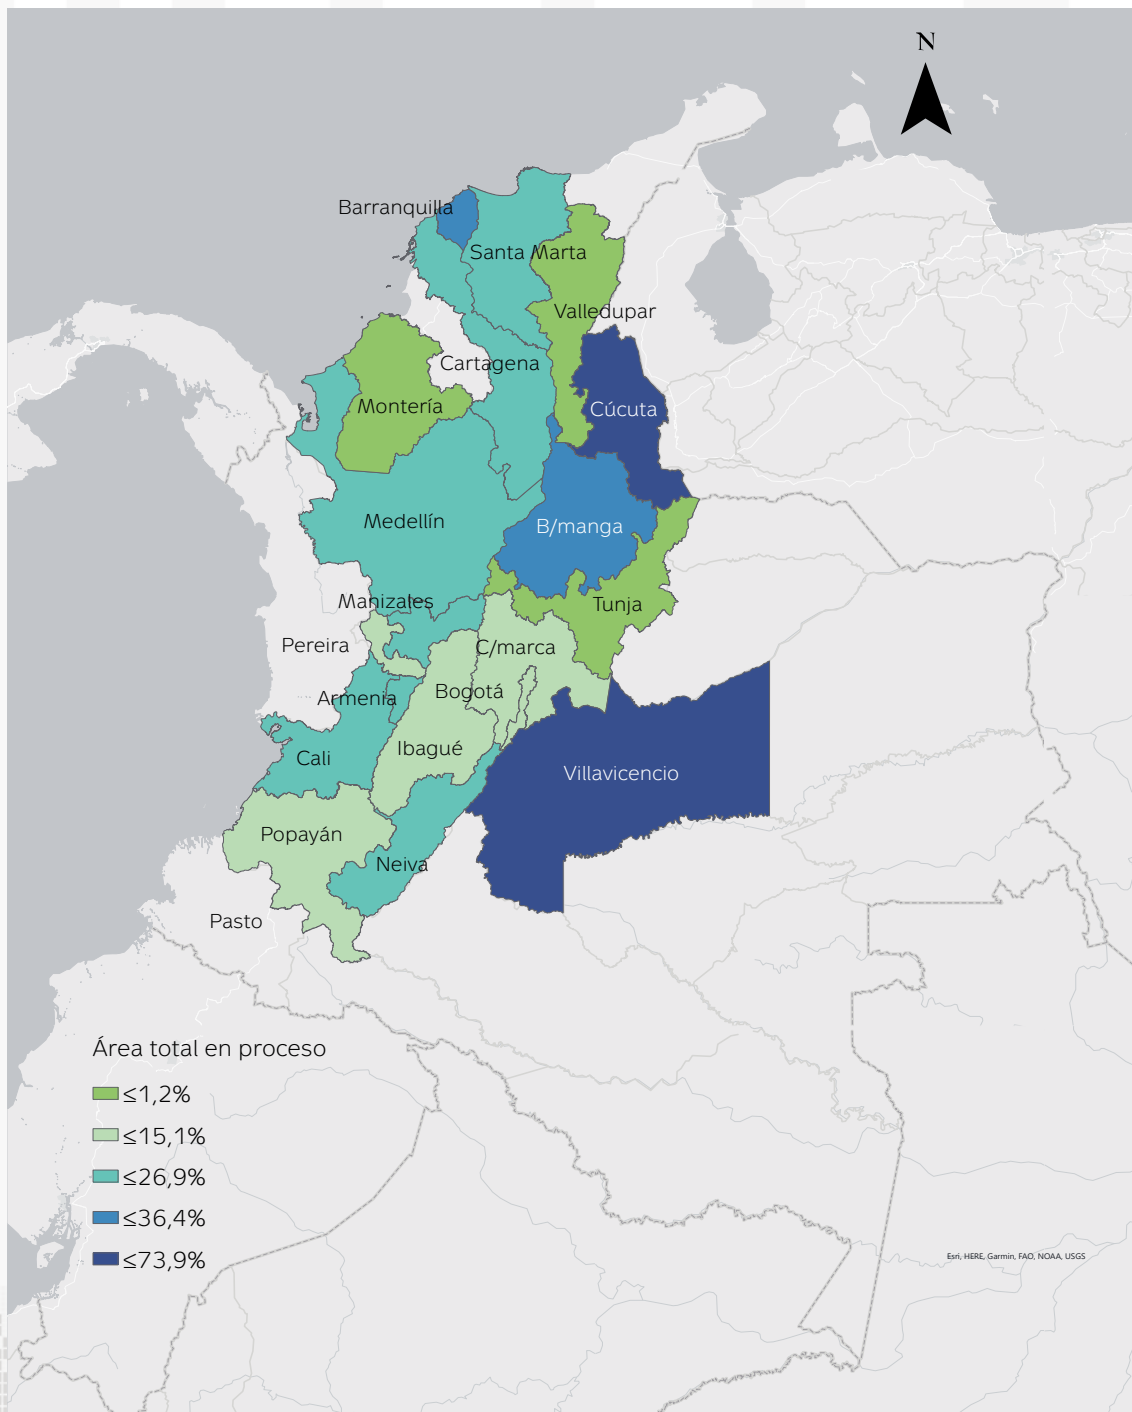 N
Barranquilla
Santa Marta
Valledupar
Cartagena
Montería
Cúcuta
Medellín
B/manga
Manizales
Tunja
Pereira
C/marca
Armenia
Bogotá
Ibagué
Cali
Villavicencio
Popayán
Neiva
Pasto
Área total en proceso
≤1,2%
≤15,1%
≤26,9%
≤36,4%
≤73,9%
Esri, HERE, Garmin, FAO, NOAA, USGS